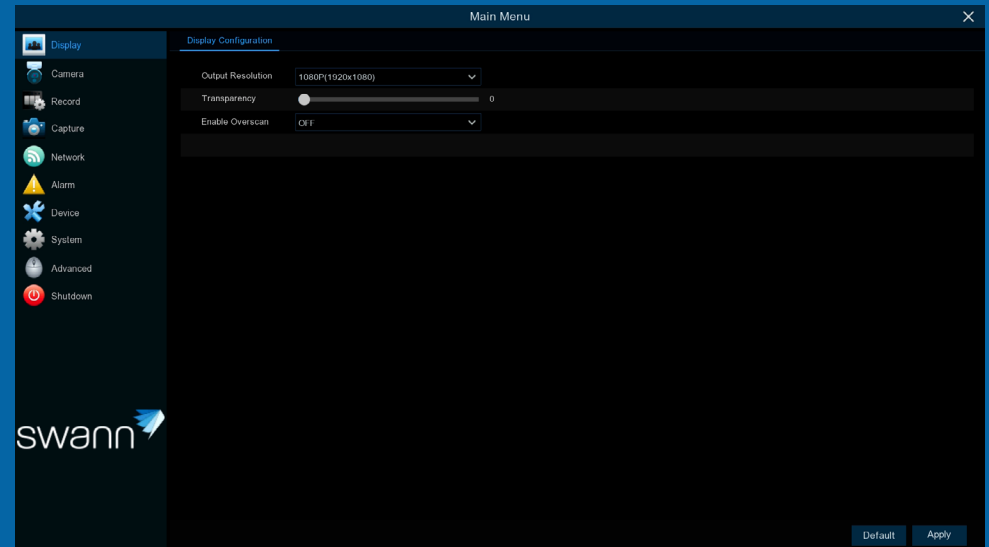 Main Menu
Display
Display Configuration
Camera
Record
Capture
Network
Alarm
Device
System
Advanced
Shutdown
Output Resolution 1080P(1920x1080)
Transparency 0
Enable Overscan OFF
swann
Default Apply